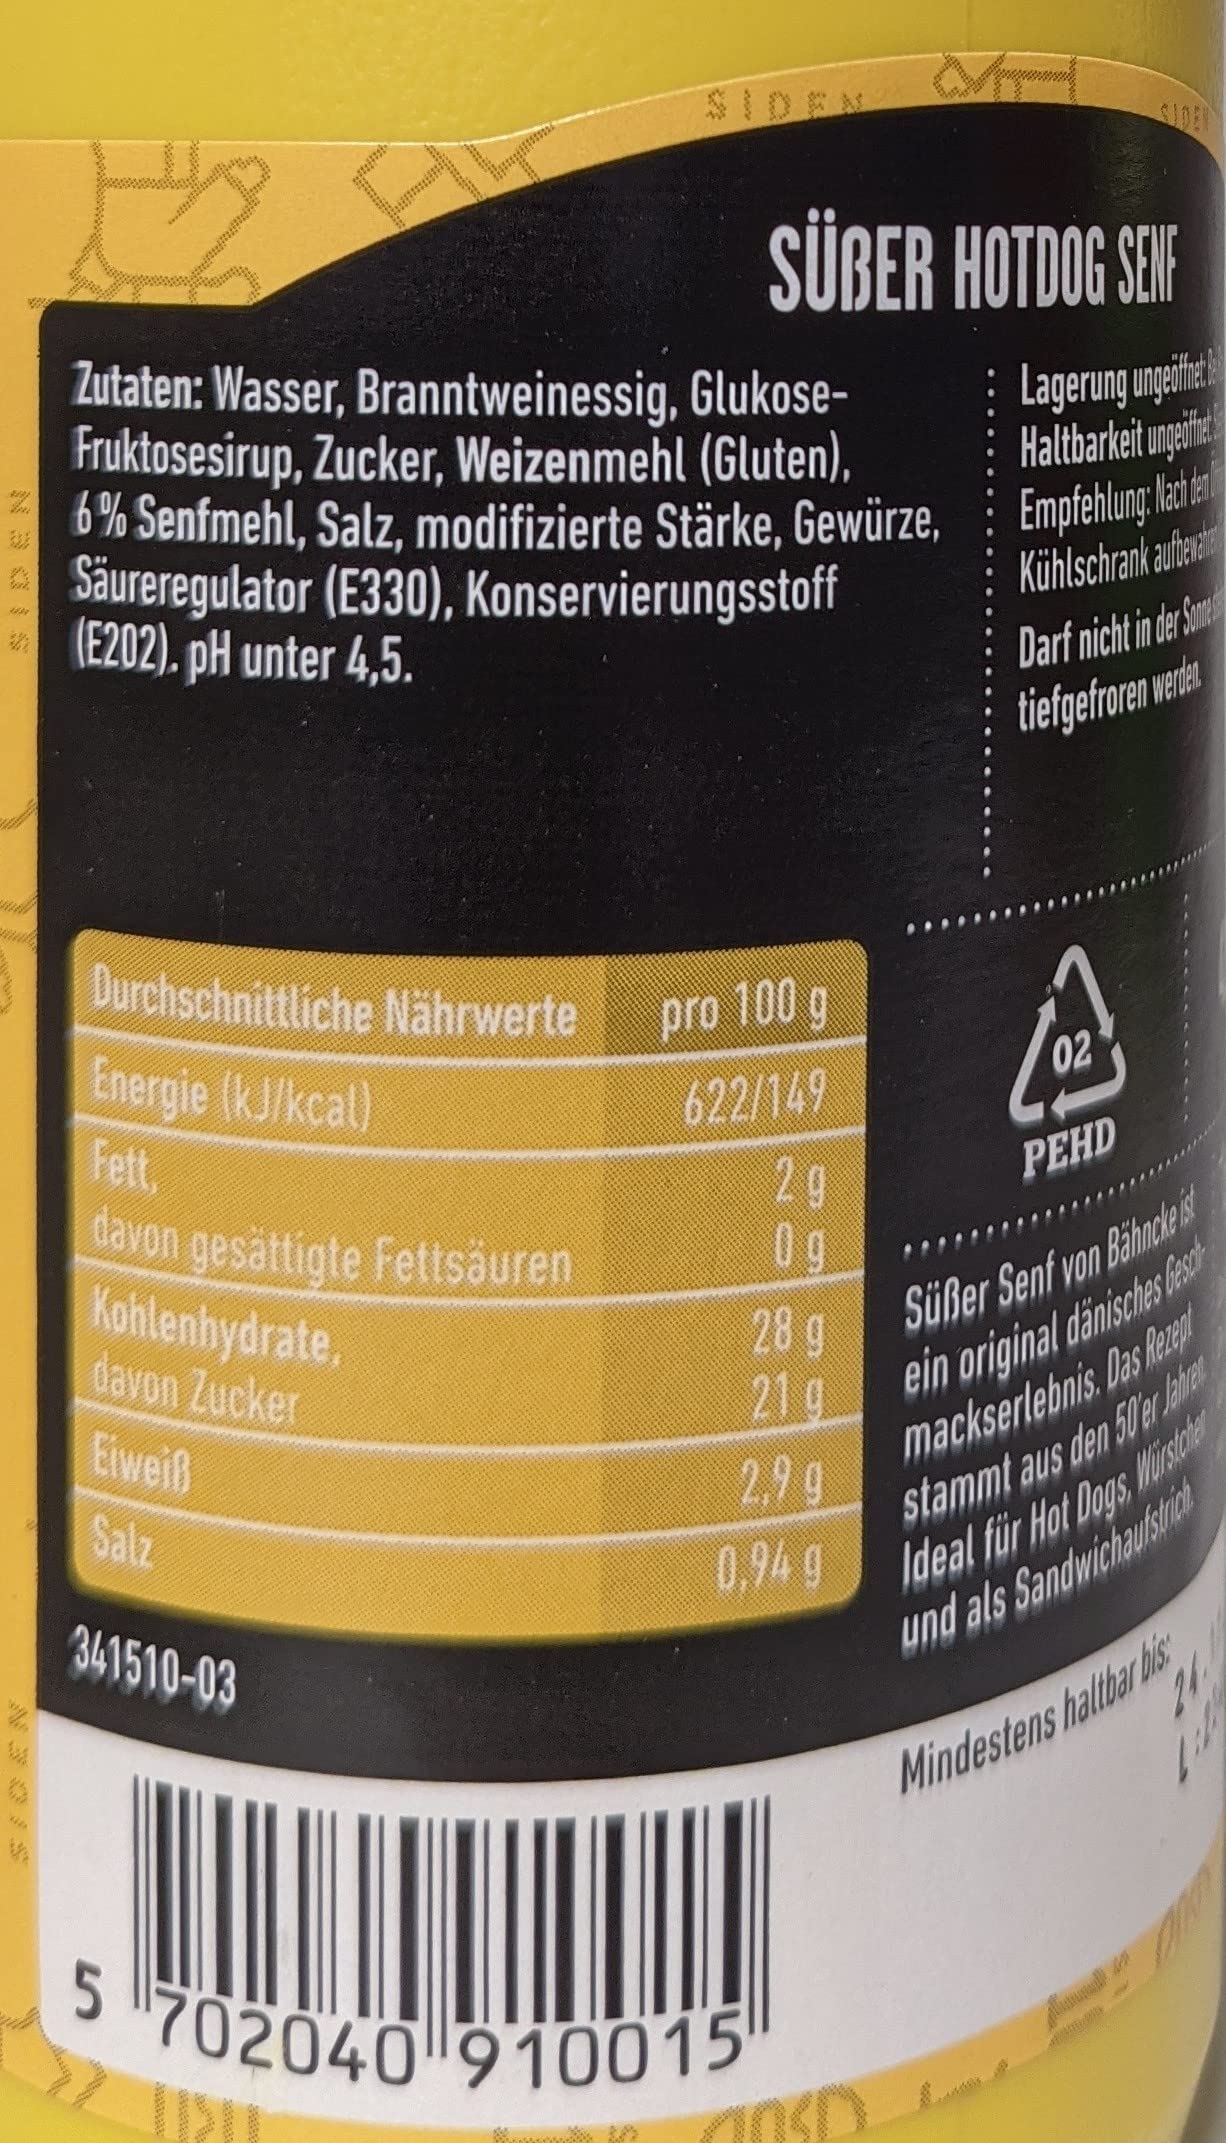 SIDEN
SÜßER HOTDOG SENF
Zutaten: Wasser, Branntweinessig, Glukose-
Fruktosesirup, Zucker, Weizenmehl (Gluten),
6% Senfmehl, Salz, modifizierte Stärke, Gewürze,
Säureregulator (E330), Konservierungsstoff
(E202). pH unter 4,5.
Lagerung ungeöffnet:
Haltbarkeit ungeöffnet:
Empfehlung: Nach dem
Kühlschrank aufbewahren
Darf nicht in der Sonne
tiefgefroren werden.
SIDEN
Durchschnittliche Nährwerte pro 100 g
Energie (kJ/kcal) 622/149
Fett, 2 g
davon gesättigte Fettsäuren 0 g
Kohlenhydrate, 28 g
davon Zucker 21 g
Eiweiß 2,9 g
Salz 0,94 g
02
PEHD
Süßer Senf von Bähncke ist
ein original dänisches Gesch-
mackserlebnis. Das Rezept
stammt aus den 50'er Jahren.
Ideal für Hot Dogs, Würstchen
und als Sandwichaufstrich.
341510-03
Mindestens haltbar bis:
24.
SIDEN
5 702040 910015